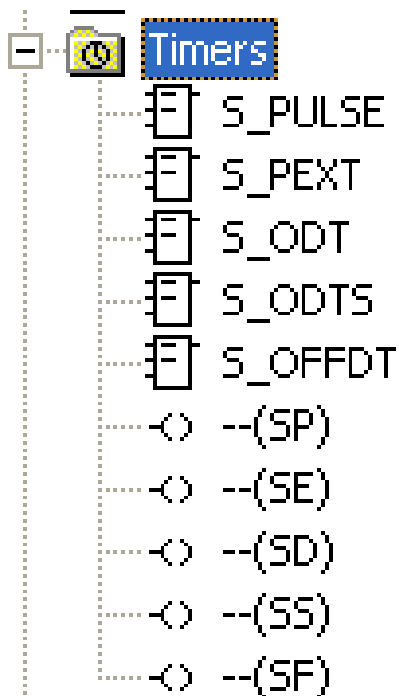 Timers
S_PULSE
S_PEXT
S_ODT
S_ODTS
S_OFFDT
--(SP)
--(SE)
--(SD)
--(SS)
--(SF)